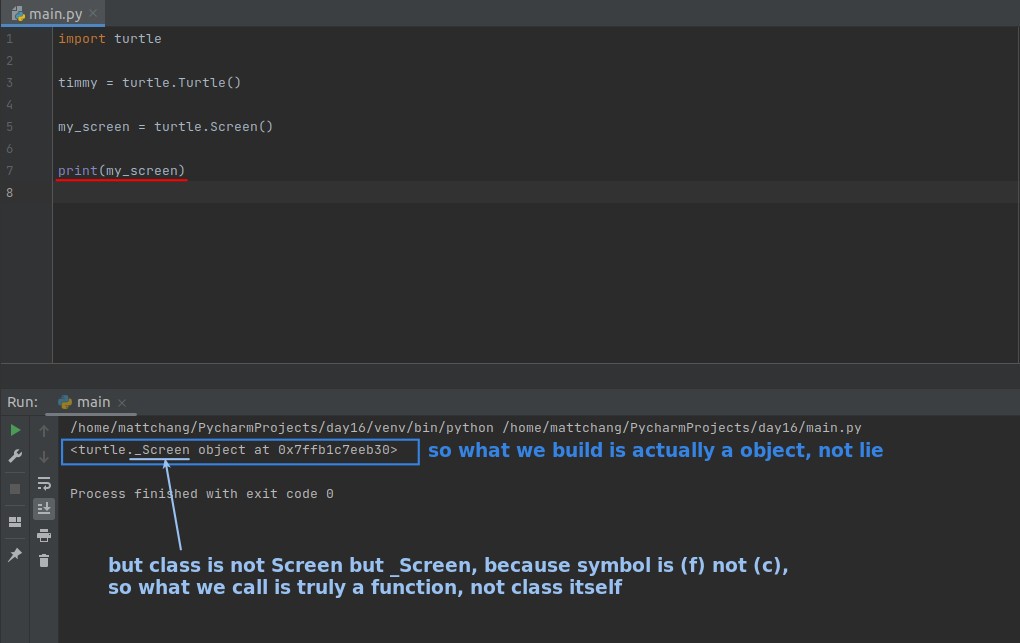 main.py
1 import turtle
2
3 timmy = turtle.Turtle()
4
5 my_screen = turtle.Screen()
6
7 print(my_screen)
8
Run: main
/home/mattchang/PycharmProjects/day16/venv/bin/python /home/mattchang/PycharmProjects/day16/main.py
<turtle._Screen object at 0x7ffb1c7eeb30> so what we build is actually a object, not lie
Process finished with exit code 0
but class is not Screen but _Screen, because symbol is (f) not (c),
so what we call is truly a function, not class itself